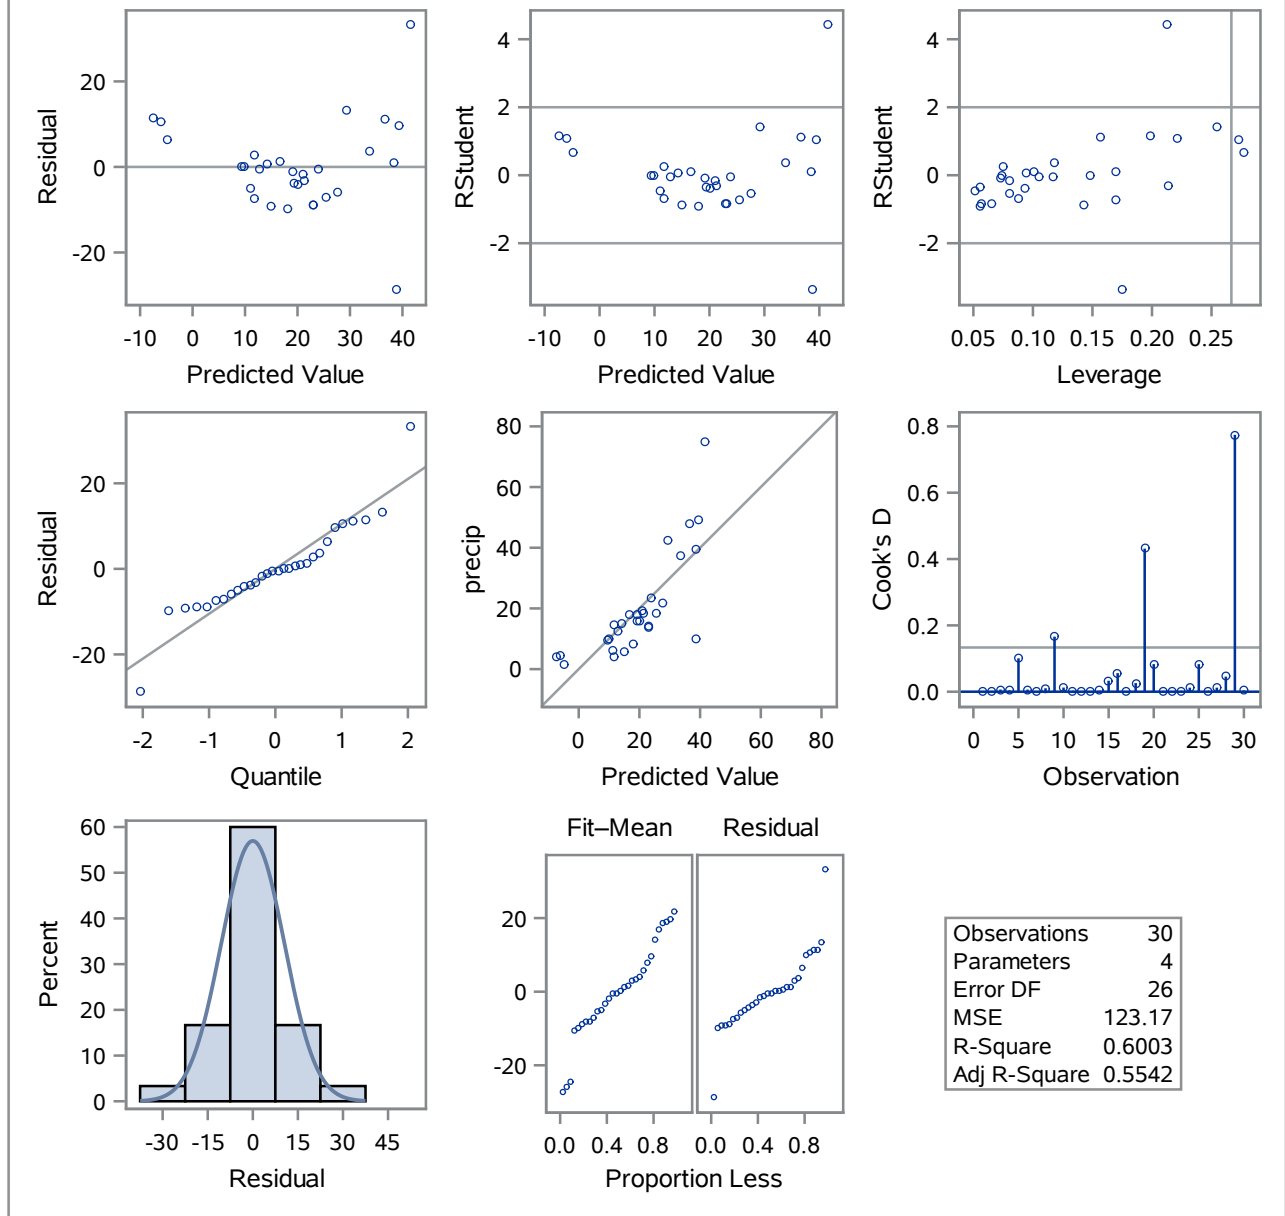 Residual
20
0
-20
-10 0 10 20 30 40
Predicted Value
RStudent
4
2
0
-2
-10 0 10 20 30 40
Predicted Value
RStudent
4
2
0
-2
0.05 0.10 0.15 0.20 0.25
Leverage
Residual
20
0
-20
-2 -1 0 1 2
Quantile
precip
80
60
40
20
0
0 20 40 60 80
Predicted Value
Cook's D
0.8
0.6
0.4
0.2
0.0
0 5 10 15 20 25 30
Observation
Percent
60
50
40
30
20
10
0
-30 -15 0 15 30 45
Residual
Fit–Mean Residual
20
0
-20
0.0 0.4 0.8 0.0 0.4 0.8
Proportion Less
Observations 30
Parameters 4
Error DF 26
MSE 123.17
R-Square 0.6003
Adj R-Square 0.5542